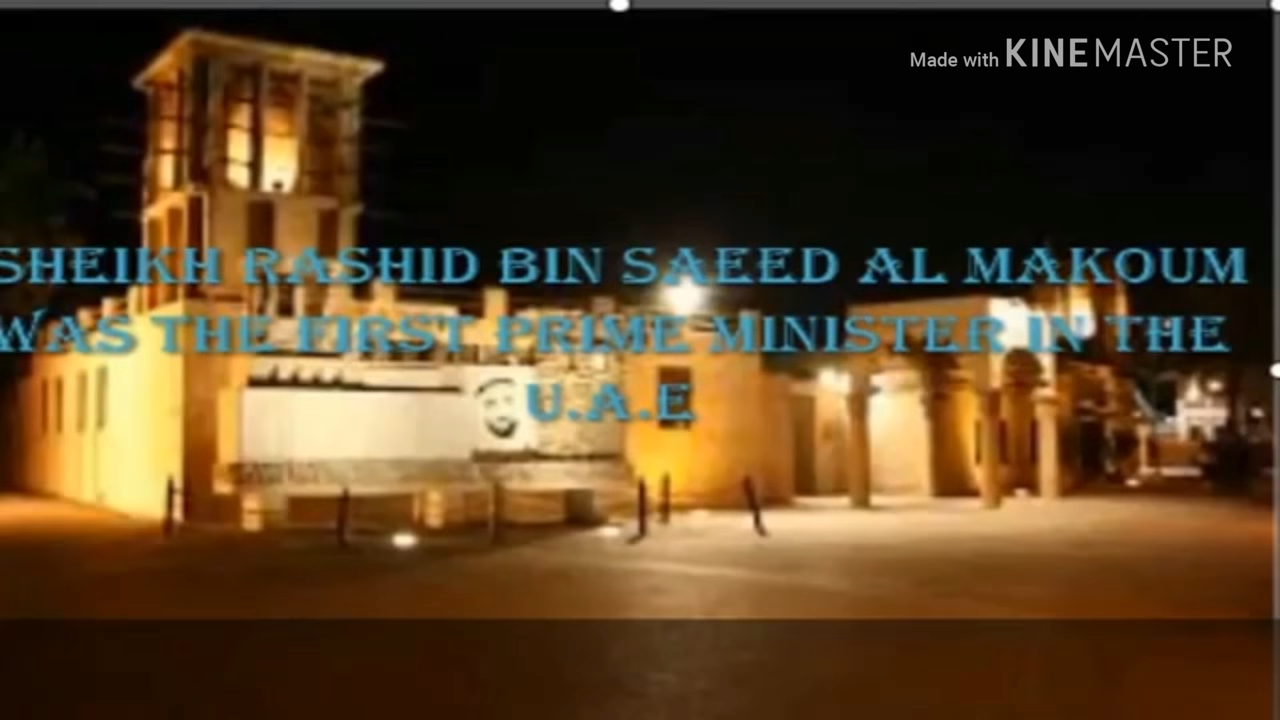 Made with KINEMASTER
SHEIKH RASHID BIN SAEED AL MAKOUM
WAS THE FIRST PRIME MINISTER IN THE
U.A.E